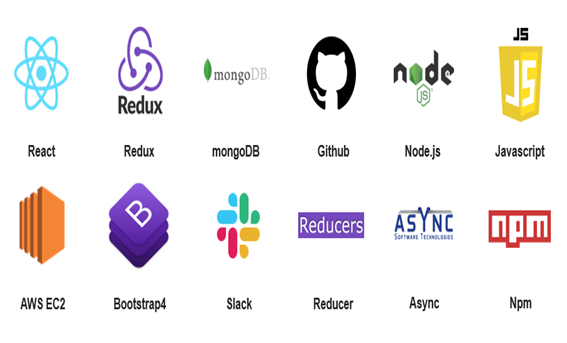 JS
Redux
mongoDB
node
JS
JS
React Redux mongoDB Github Node.js Javascript
B
Reducers
ASYNC
SOFTWARE TECHNOLOGIES
npm
AWS EC2 Bootstrap4 Slack Reducer Async Npm